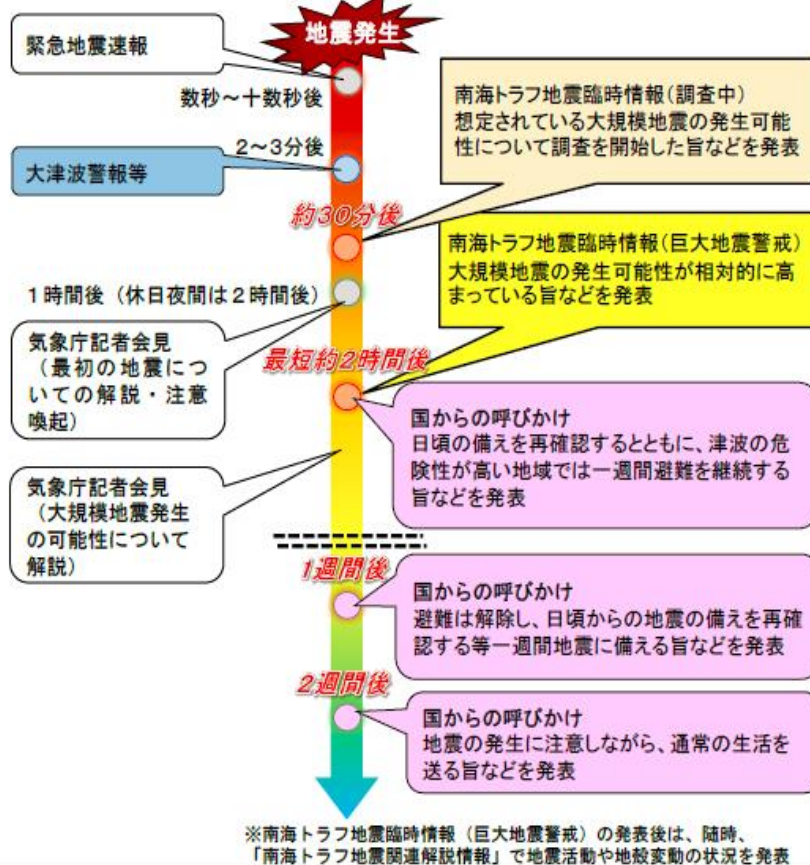 地震発生
緊急地震速報
数秒～十数秒後
2～3分後
大津波警報等
南海トラフ地震臨時情報(調査中)
想定されている大規模地震の発生可能
性について調査を開始した旨などを発表
約30分後
南海トラフ地震臨時情報(巨大地震警戒)
大規模地震の発生可能性が相対的に高
まっている旨などを発表
1時間後（休日夜間は2時間後）
気象庁記者会見
（最初の地震につ
いての解説・注意
喚起）
最短約2時間後
国からの呼びかけ
日頃の備えを再確認するとともに、津波の危
険性が高い地域では一週間避難を継続する
旨などを発表
気象庁記者会見
（大規模地震発生
の可能性について
解説）
1週間後
国からの呼びかけ
避難は解除し、日頃からの地震の備えを再確
認する等一週間地震に備える旨などを発表
2週間後
国からの呼びかけ
地震の発生に注意しながら、通常の生活を
送る旨などを発表
※南海トラフ地震臨時情報（巨大地震警戒）の発表後は、随時、
「南海トラフ地震関連解説情報」で地震活動や地殻変動の状況を発表